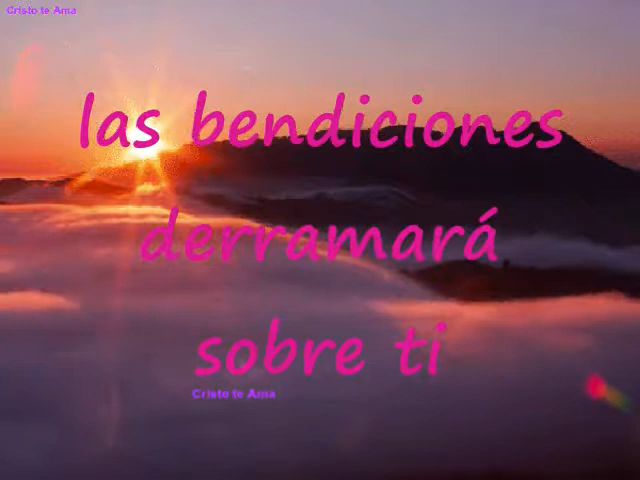 Cristo te Ama
las bendiciones
derramará
sobre ti
Cristo te Ama